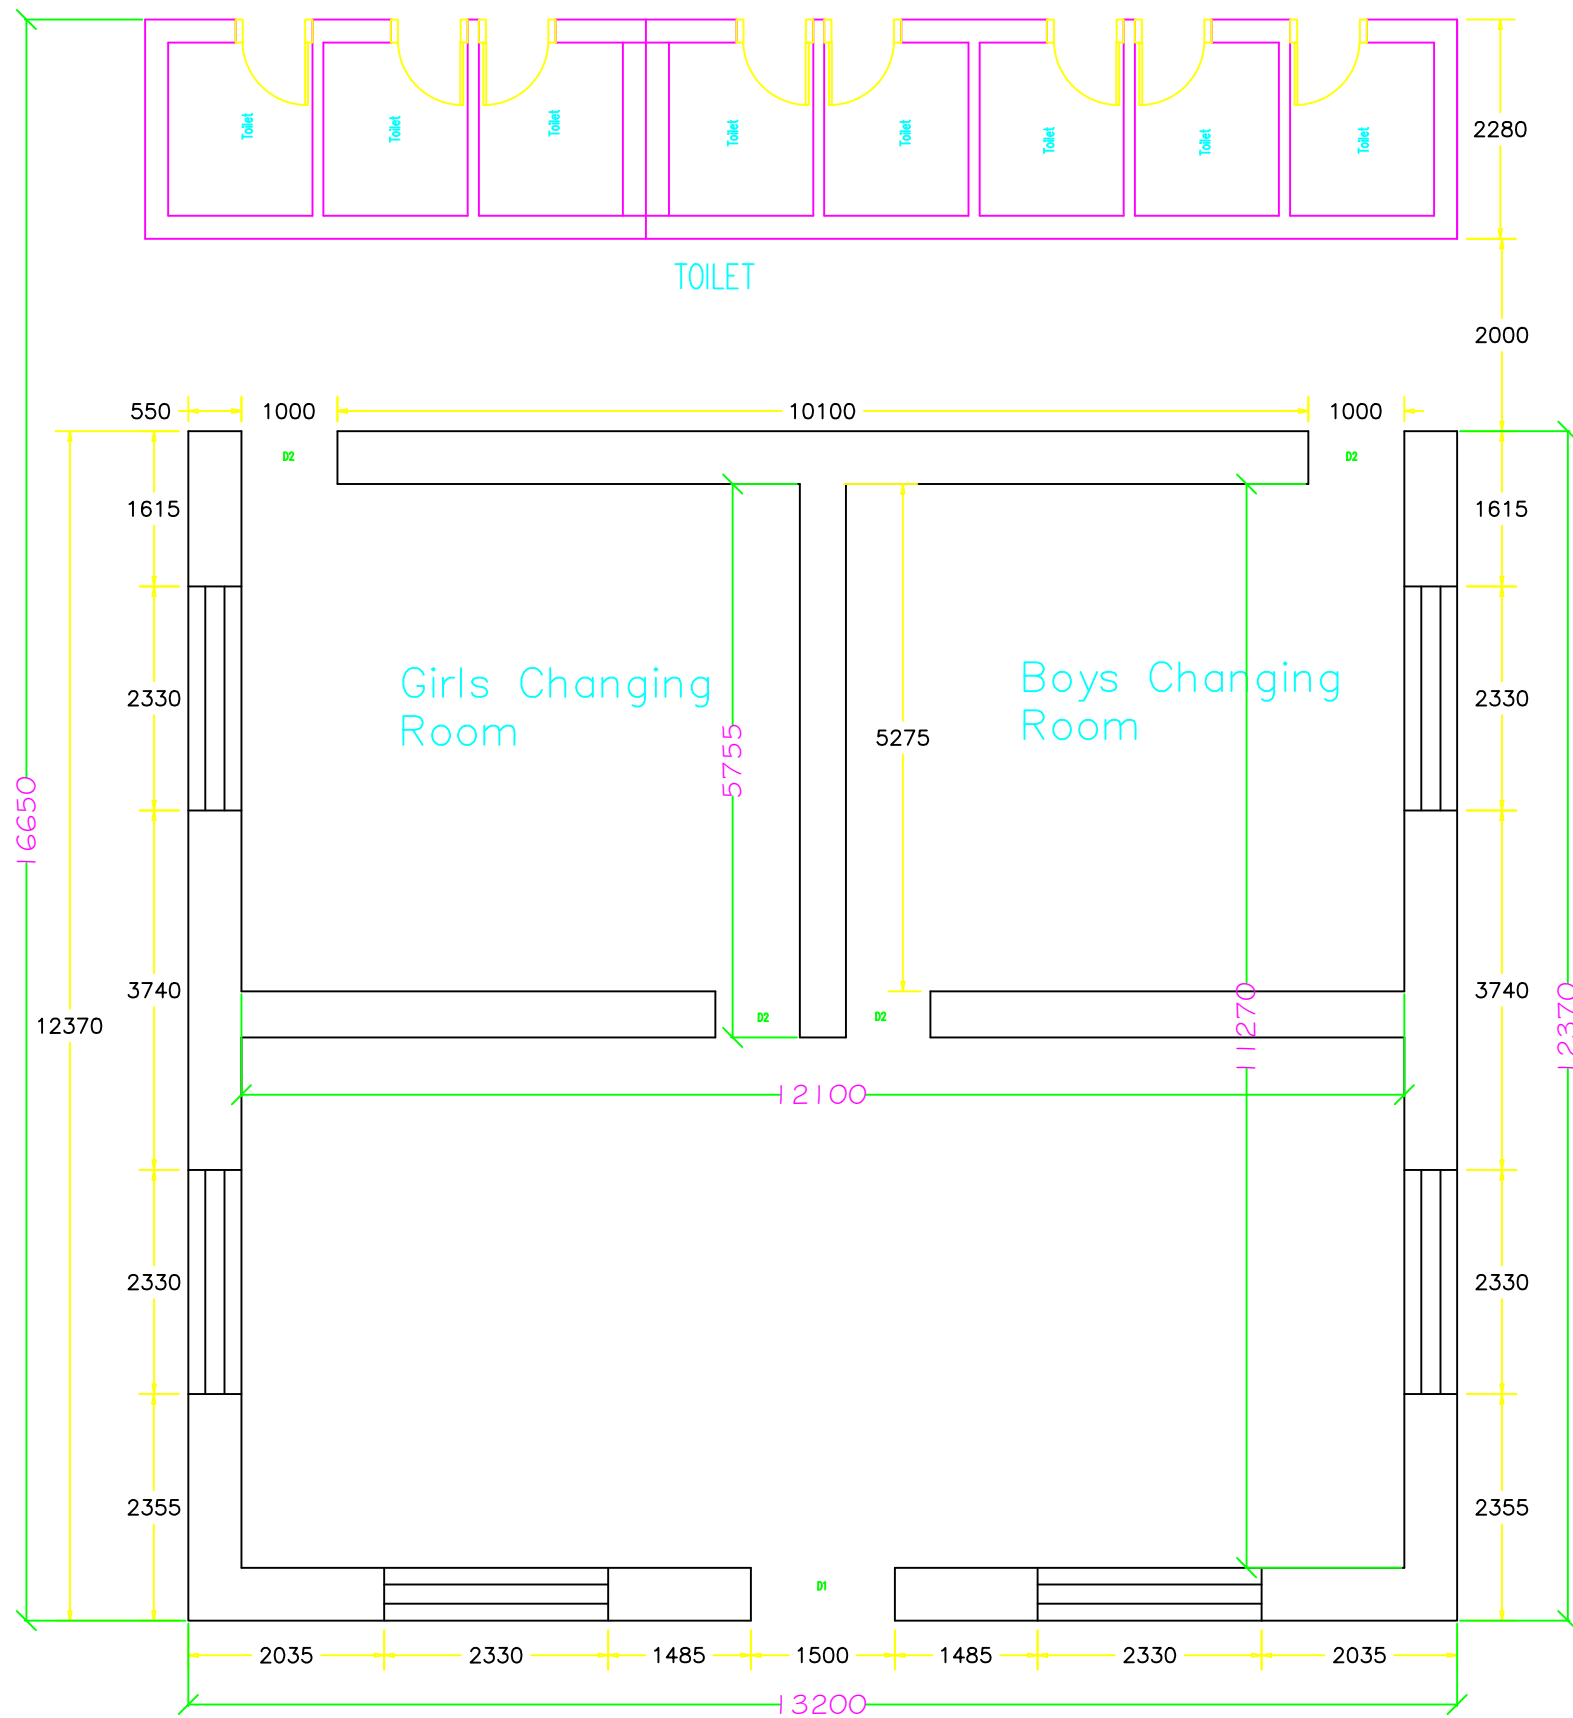 Toilet
Toilet
Toilet
Toilet
Toilet
Toilet
Toilet
Toilet
2280
TOILET
2000
550
1000
10100
1000
D2
D2
1615
1615
2330
2330
Girls Changing
Room
Boys Changing
Room
5755
5275
16650
3740
3740
12370
D2
D2
11270
12370
12100
2330
2330
2355
2355
D1
2035
2330
1485
1500
1485
2330
2035
13200